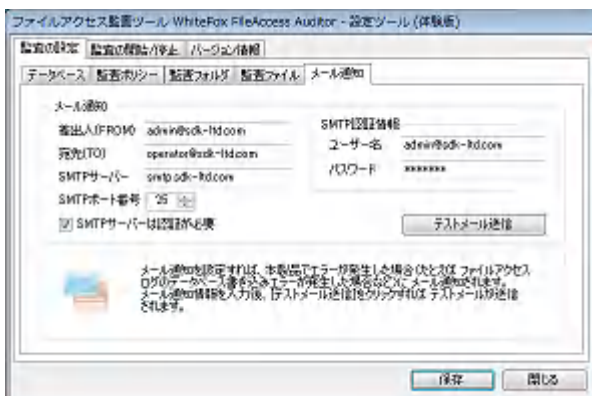 ファイルアクセス監査ツール WhiteFox FileAccess Auditor - 設定ツール (体験版)
監査の設定 監査の開始/停止 バージョン情報
データベース 監査ポリシー 監査フォルダ 監査ファイル メール通知
メール通知
差出人(FROM) admin@sdk-ltd.com
宛先(TO) operator@sdk-ltd.com
SMTPサーバー smtp.sdk-ltd.com
SMTPポート番号 25
SMTPサーバーは認証が必要
SMTP認証情報
ユーザー名 admin@sdk-ltd.com
パスワード *******
テストメール送信
メール通知を設定すれば、本製品でエラーが発生した場合(たとえば ファイルアクセス
ログのデータベース書き込みエラーが発生した場合など)に メール通知されます。
メール通知情報を入力後、[テストメール送信]をクリックすれば テストメールが送信
されます。
保存 閉じる